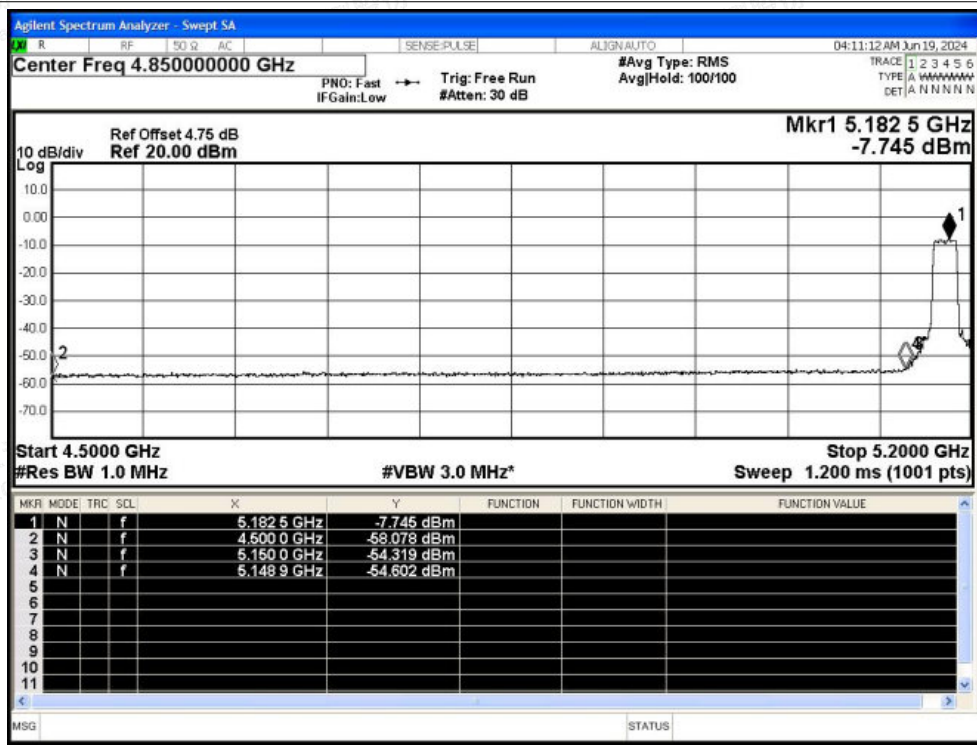 Agilent Spectrum Analyzer - Swept SA
LXI R RF 50 Ω AC SENSE:PULSE ALIGNAUTO 04:11:12 AM Jun 19, 2024
Center Freq 4.850000000 GHz
PNO: Fast
IFGain:Low
Trig: Free Run
#Atten: 30 dB
#Avg Type: RMS
Avg|Hold: 100/100
TRACE 1 2 3 4 5 6
TYPE A WWWWW
DET A N N N N N
Ref Offset 4.75 dB
10 dB/div Ref 20.00 dBm
Log
Mkr1 5.182 5 GHz
-7.745 dBm
10.0
0.00
-10.0
-20.0
-30.0
-40.0
-50.0
-60.0
-70.0
1
2
4
Start 4.5000 GHz Stop 5.2000 GHz
#Res BW 1.0 MHz #VBW 3.0 MHz* Sweep 1.200 ms (1001 pts)
MKR MODE TRC SCL X Y FUNCTION FUNCTION WIDTH FUNCTION VALUE
1 N f 5.182 5 GHz -7.745 dBm
2 N f 4.500 0 GHz -58.078 dBm
3 N f 5.150 0 GHz -54.319 dBm
4 N f 5.148 9 GHz -54.602 dBm
5
6
7
8
9
10
11
MSG STATUS